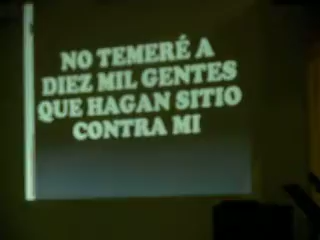 NO TEMERÉ A
DIEZ MIL GENTES
QUE HAGAN SITIO
CONTRA MI